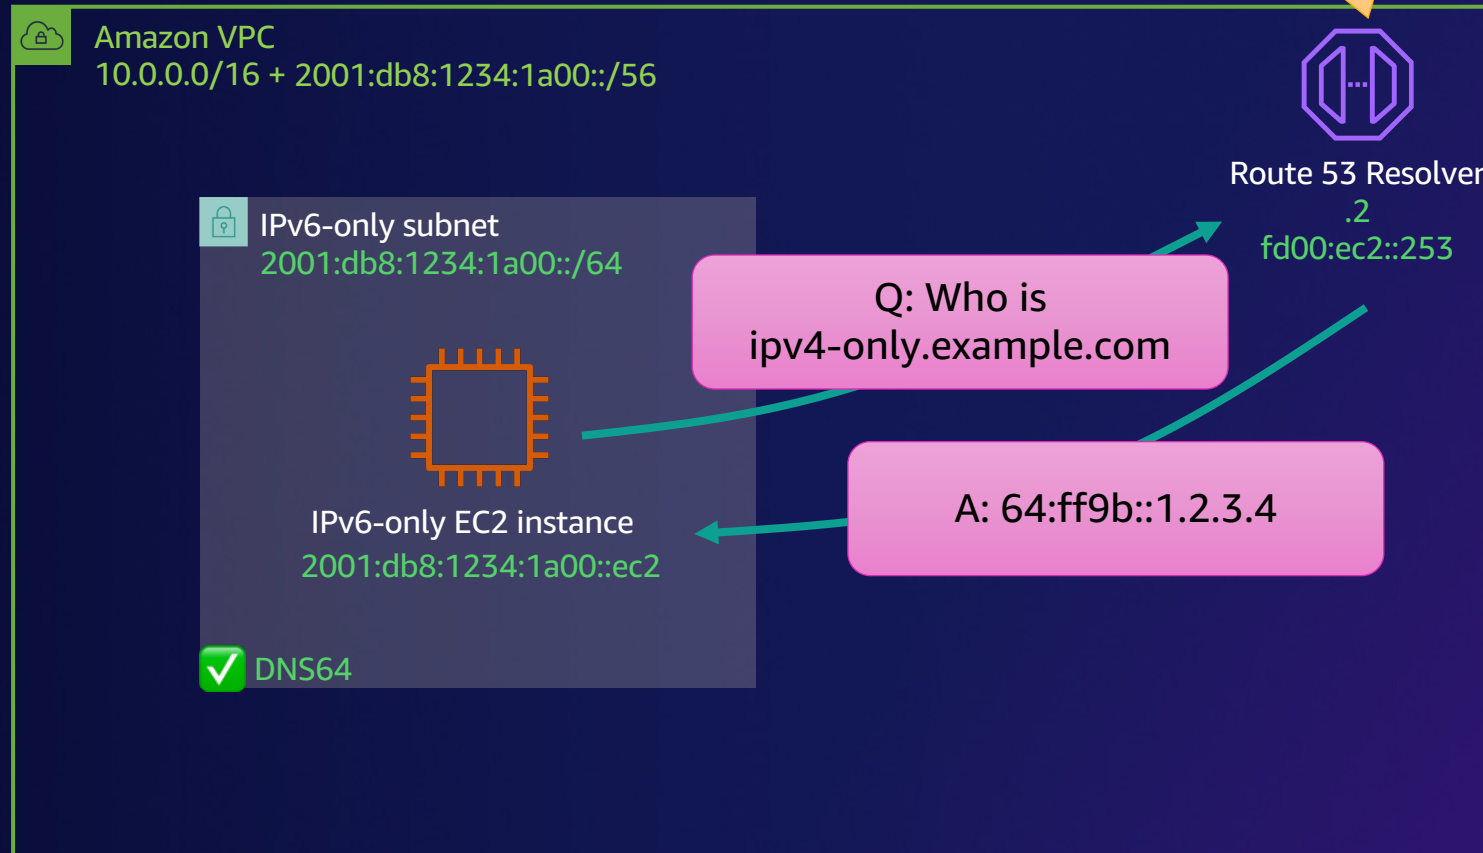 Amazon VPC
10.0.0.0/16 + 2001:db8:1234:1a00::/56
Route 53 Resolver
.2
fd00:ec2::253
IPv6-only subnet
2001:db8:1234:1a00::/64
Q: Who is
ipv4-only.example.com
A: 64:ff9b::1.2.3.4
IPv6-only EC2 instance
2001:db8:1234:1a00::ec2
DNS64